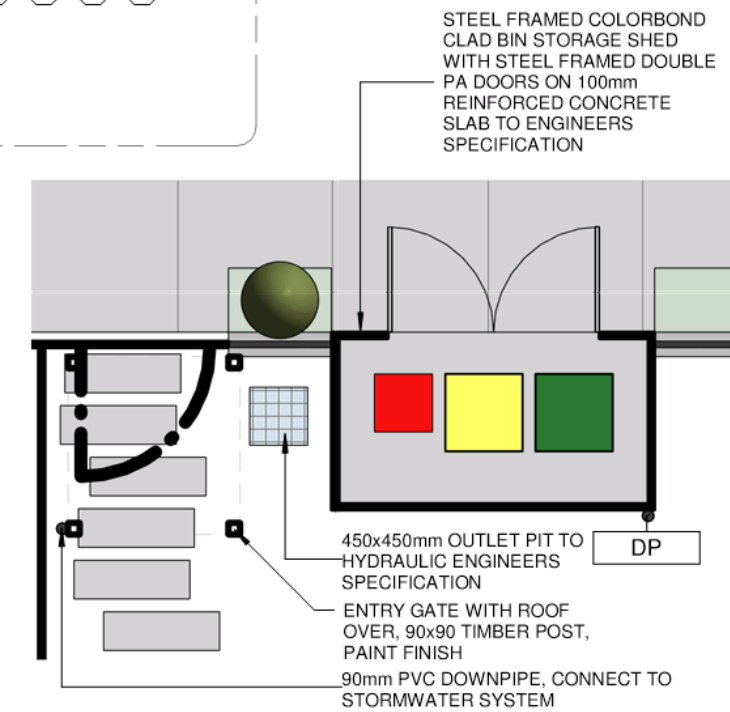 STEEL FRAMED COLORBOND
CLAD BIN STORAGE SHED
WITH STEEL FRAMED DOUBLE
PA DOORS ON 100mm
REINFORCED CONCRETE
SLAB TO ENGINEERS
SPECIFICATION
450x450mm OUTLET PIT TO
HYDRAULIC ENGINEERS
SPECIFICATION
DP
ENTRY GATE WITH ROOF
OVER, 90x90 TIMBER POST,
PAINT FINISH
90mm PVC DOWNPIPE, CONNECT TO
STORMWATER SYSTEM